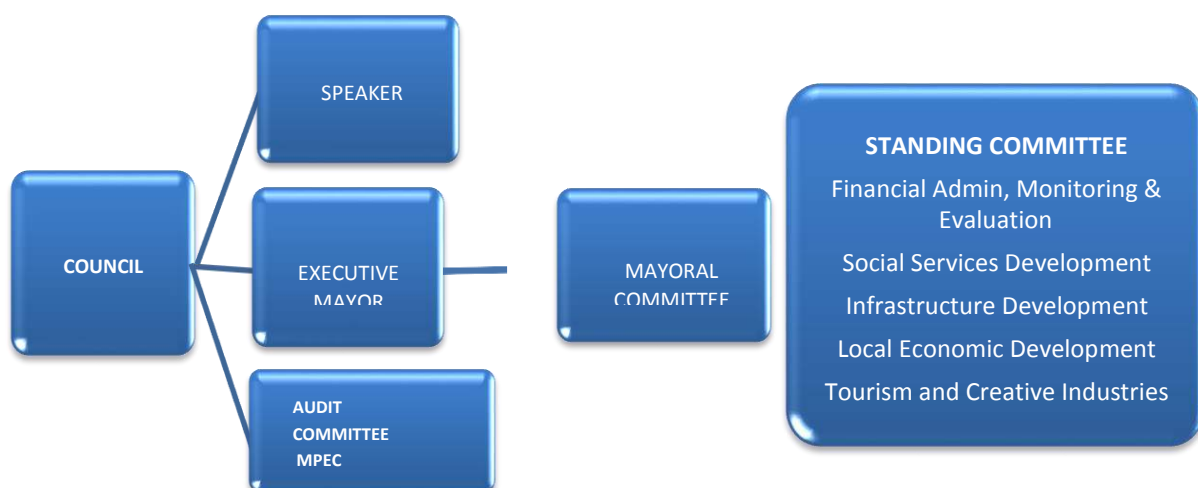 SPEAKER
COUNCIL
EXECUTIVE
MAYOR
AUDIT
COMMITTEE
MPEC
MAYORAL
COMMITTEE
STANDING COMMITTEE
Financial Admin, Monitoring &
Evaluation
Social Services Development
Infrastructure Development
Local Economic Development
Tourism and Creative Industries